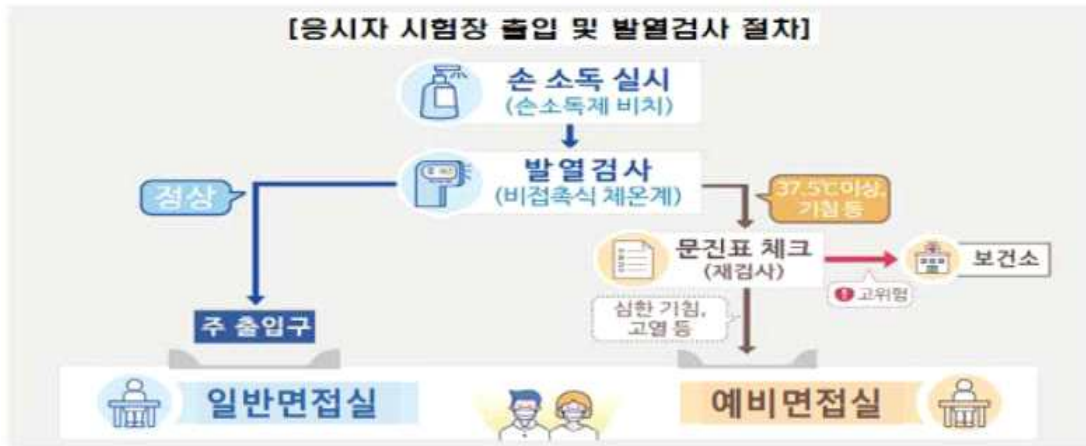 [응시자 시험장 출입 및 발열검사 절차]
손 소독 실시
(손소독제 비치)
발열검사
(비접촉식 체온계)
정상
37.5℃이상,
기침 등
문진표 체크
(재검사)
보건소
고위험
심한 기침,
고열 등
주 출입구
일반면접실
예비면접실